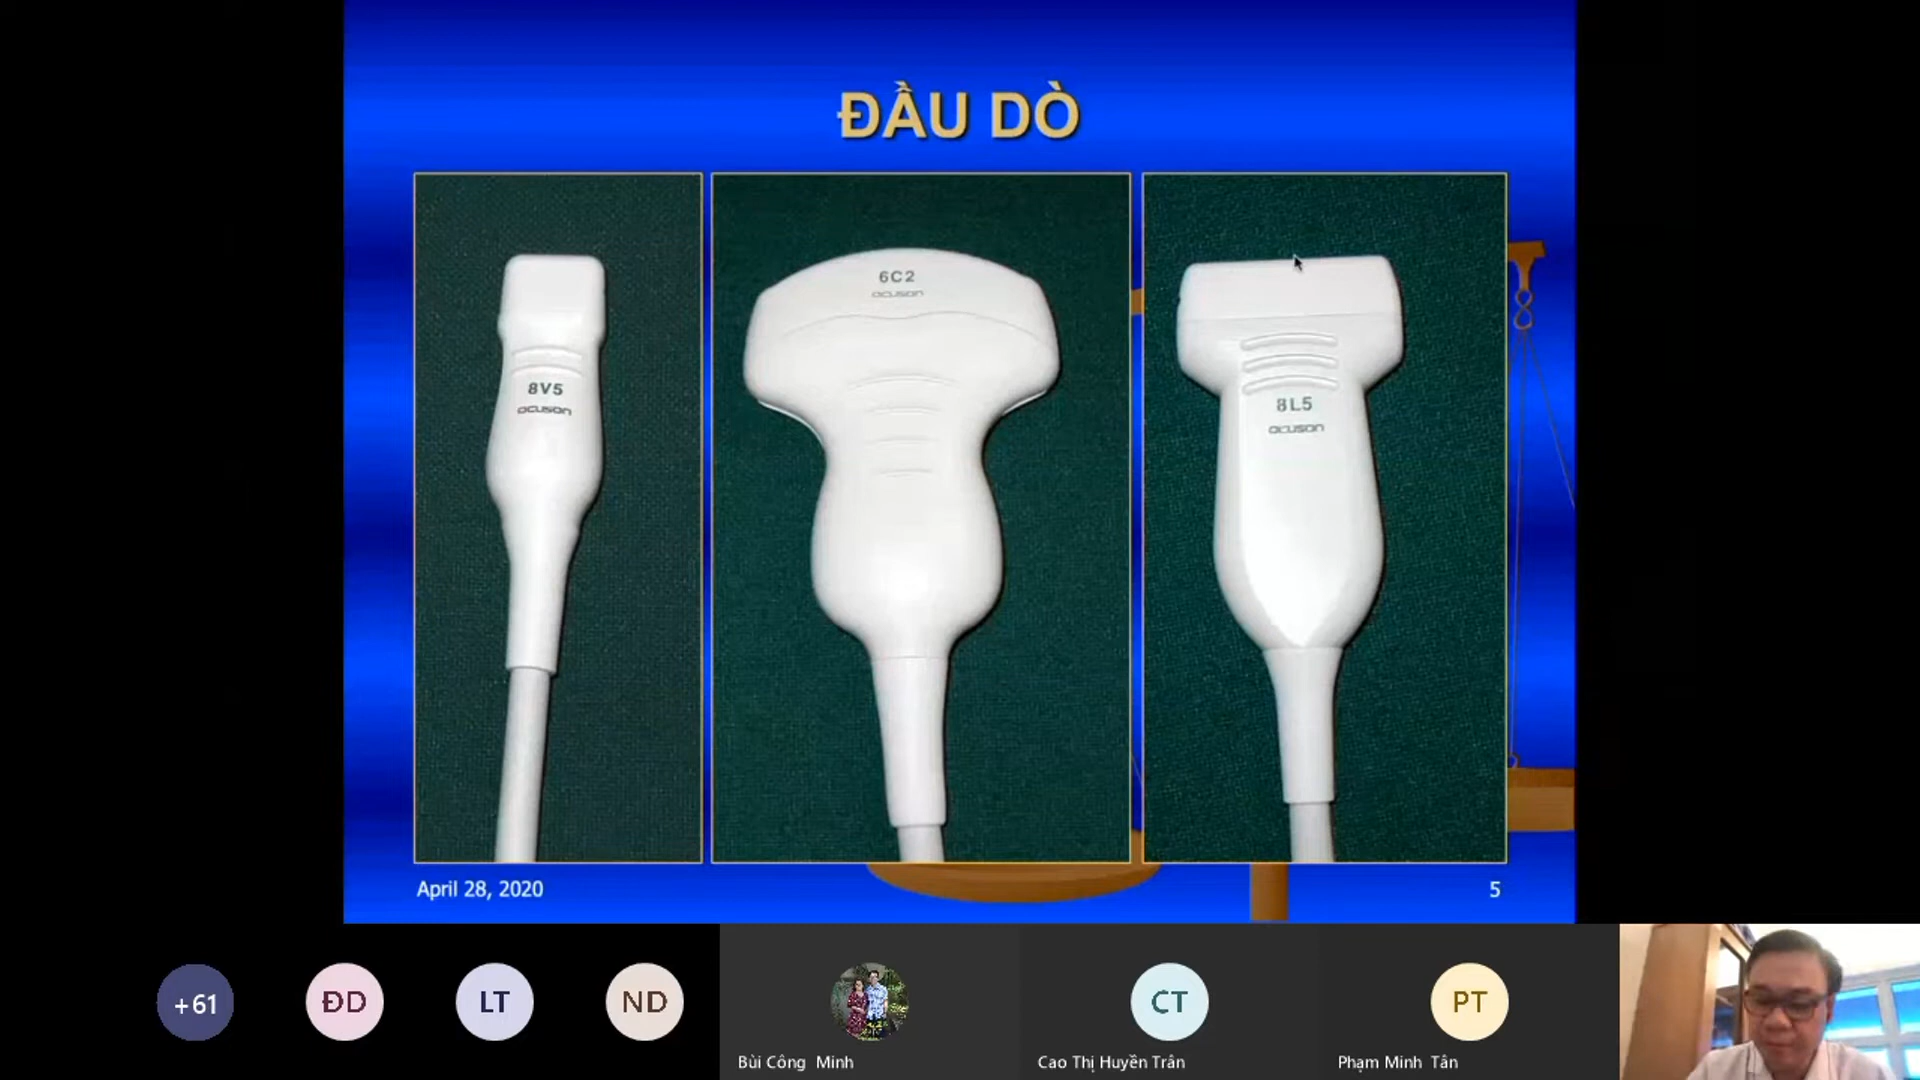 ĐẦU DÒ
8V5
acuson
6C2
acuson
8L5
acuson
April 28, 2020
5
+61
ĐD
LT
ND
CT
PT
Bùi Công Minh
Cao Thị Huyền Trân
Phạm Minh Tân